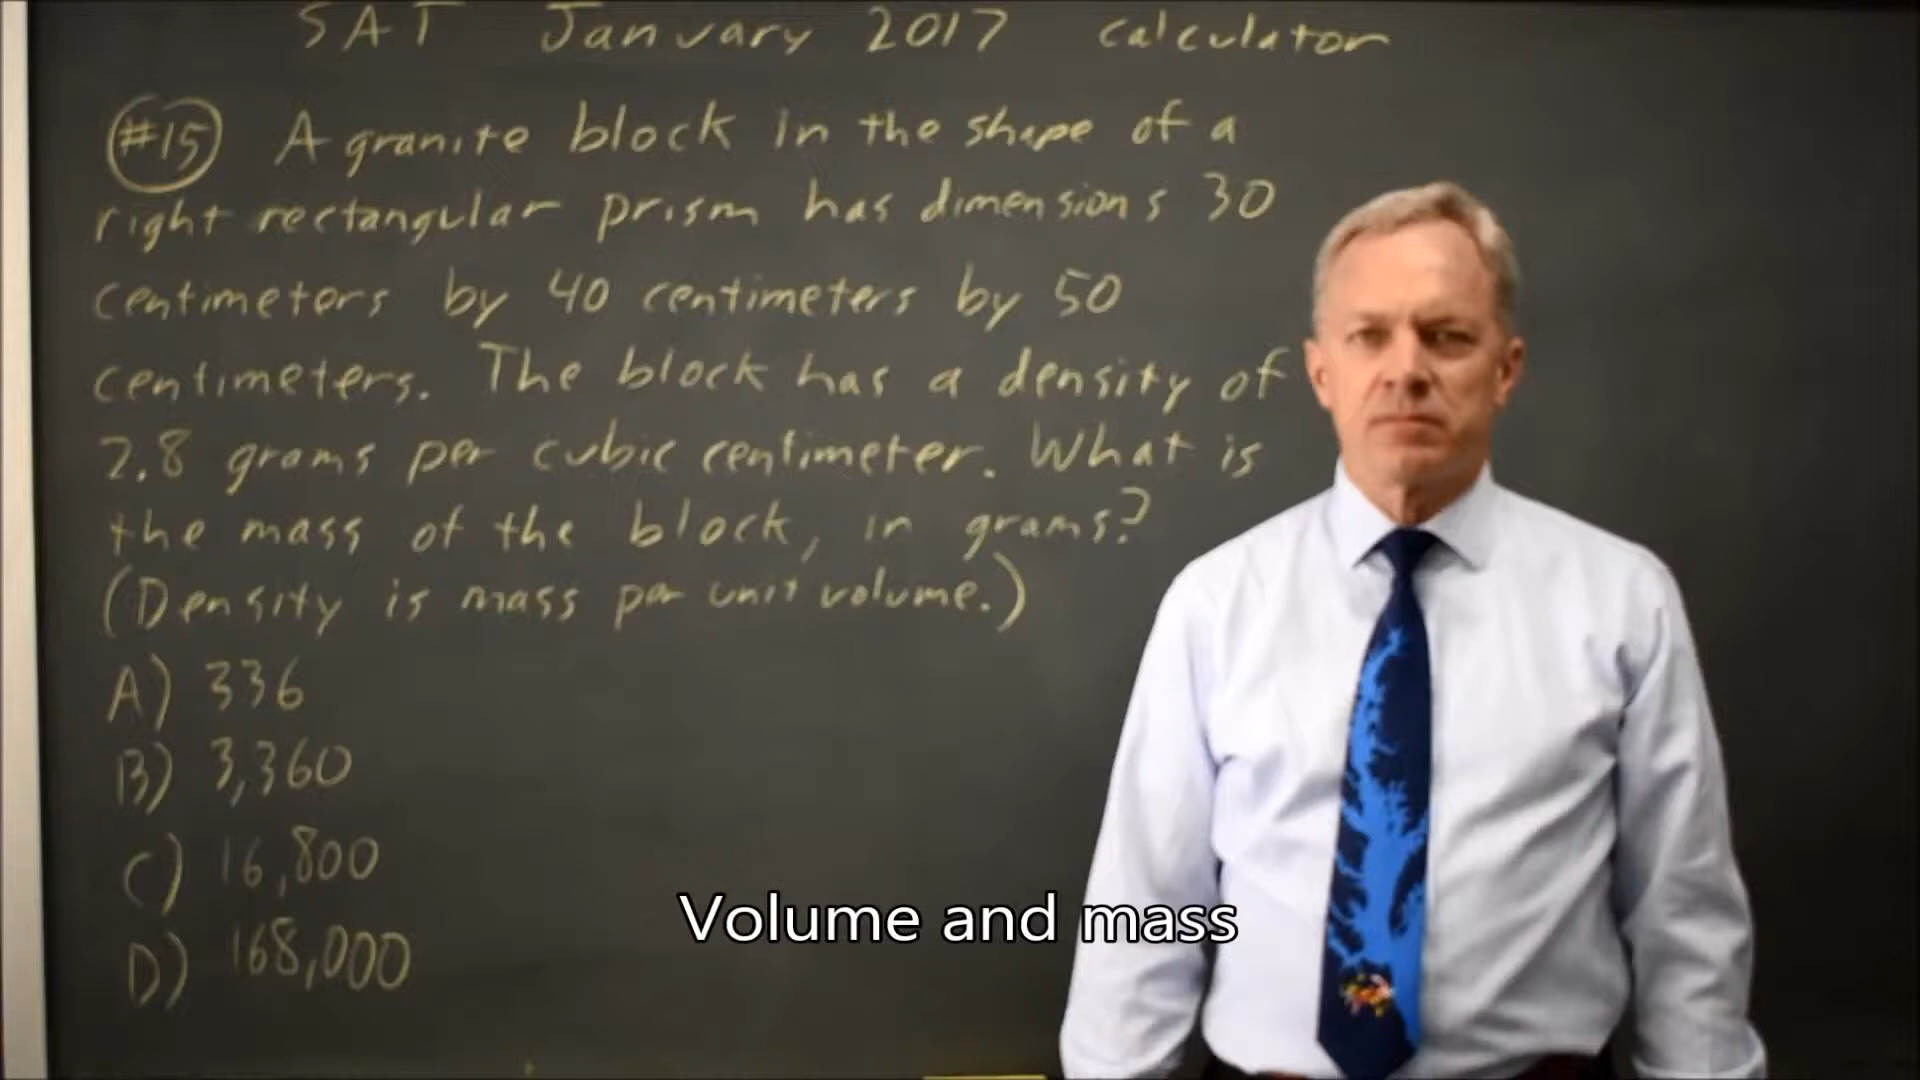 SAT January 2017 calculator
#15 A granite block in the shape of a
right rectangular prism has dimensions 30
centimeters by 40 centimeters by 50
centimeters. The block has a density of
2.8 grams per cubic centimeter. What is
the mass of the block, in grams?
(Density is mass per unit volume.)
A) 336
B) 3,360
C) 16,800
D) 168,000
Volume and mass